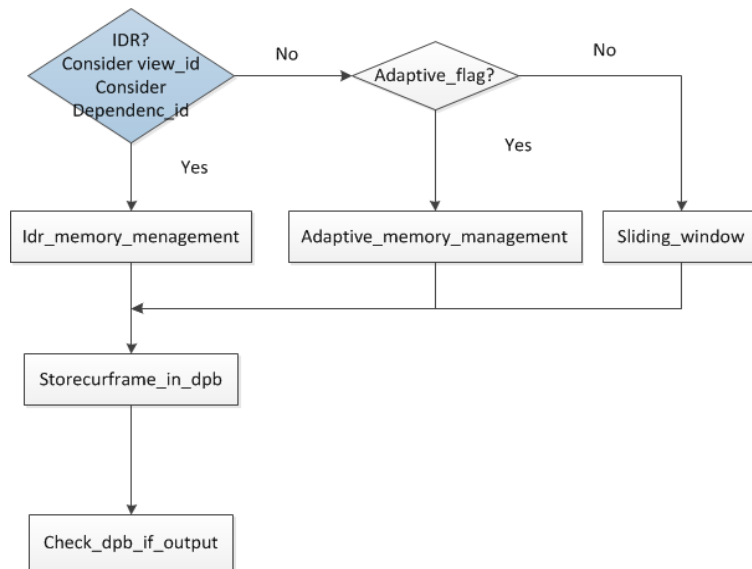 IDR?
Consider view_id
Consider
Dependenc_id
No
Adaptive_flag?
No
Yes
Yes
Idr_memory_menagement
Adaptive_memory_management
Sliding_window
Storecurframe_in_dpb
Check_dpb_if_output